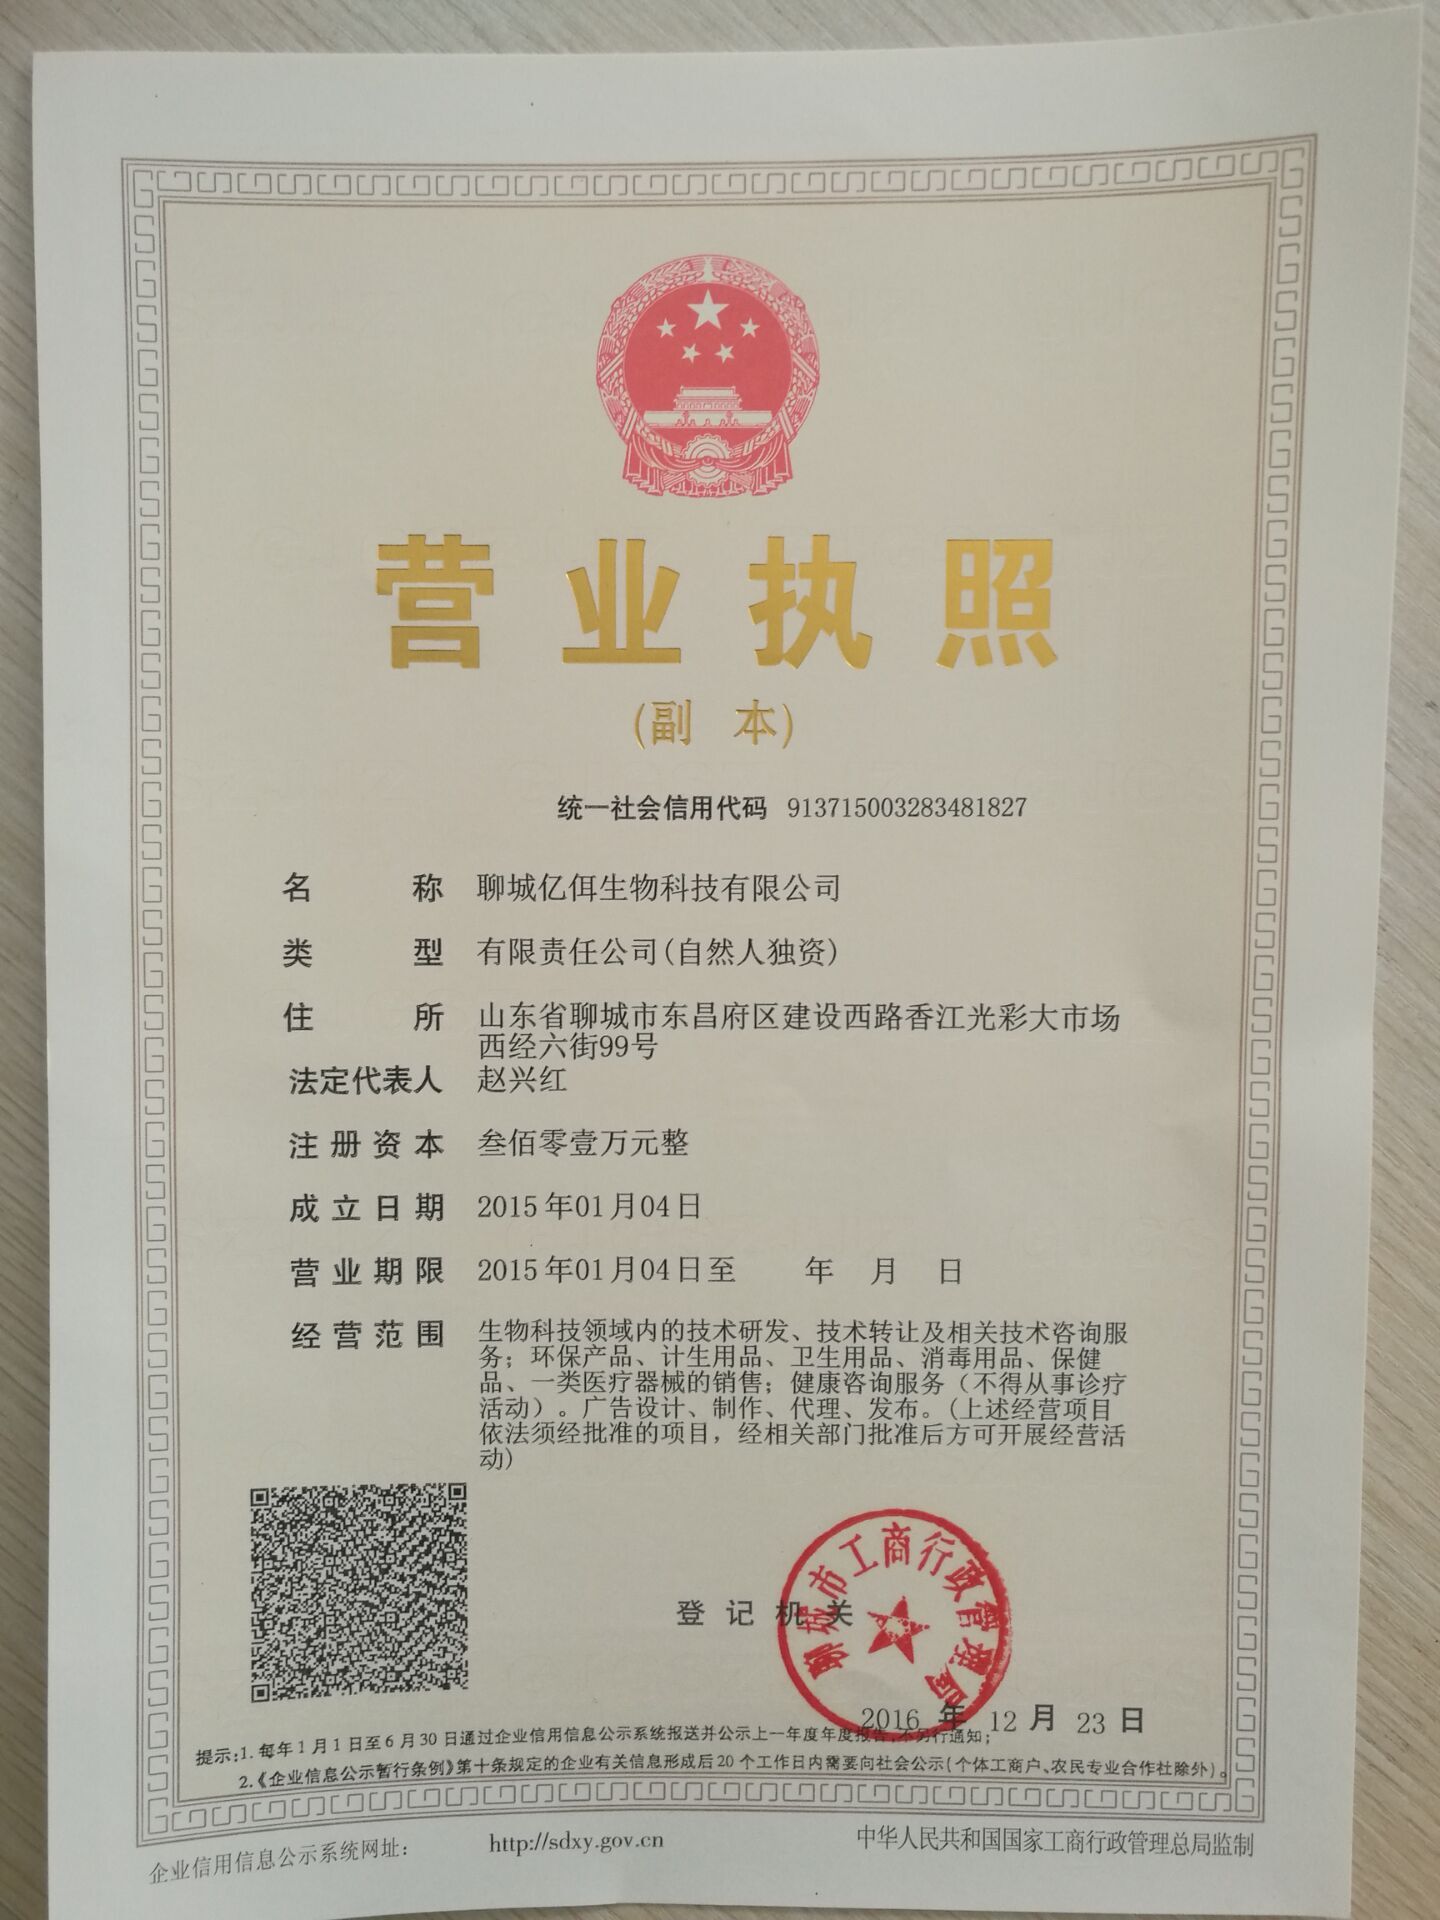 营业执照
(副 本)
统一社会信用代码 913715003283481827
名 称 聊城亿佴生物科技有限公司
类 型 有限责任公司(自然人独资)
住 所 山东省聊城市东昌府区建设西路香江光彩大市场
西经六街99号
法定代表人 赵兴红
注册资本 叁佰零壹万元整
成立日期 2015年01月04日
营业期限 2015年01月04日至 年 月 日
经营范围 生物科技领域内的技术研发、技术转让及相关技术咨询服
务；环保产品、计生用品、卫生用品、消毒用品、保健
品、一类医疗器械的销售；健康咨询服务（不得从事诊疗
活动）。广告设计、制作、代理、发布。(上述经营项目
依法须经批准的项目，经相关部门批准后方可开展经营活
动)
聊城市工商行政管理局
登记机关
2016 年 12 月 23 日
提示:1.每年1月1日至6月30日通过企业信用信息公示系统报送并公示上一年度年度报告,不另行通知;
2.《企业信息公示暂行条例》第十条规定的企业有关信息形成后20个工作日内需要向社会公示(个体工商户、农民专业合作社除外)。
企业信用信息公示系统网址: http://sdxy.gov.cn 中华人民共和国国家工商行政管理总局监制